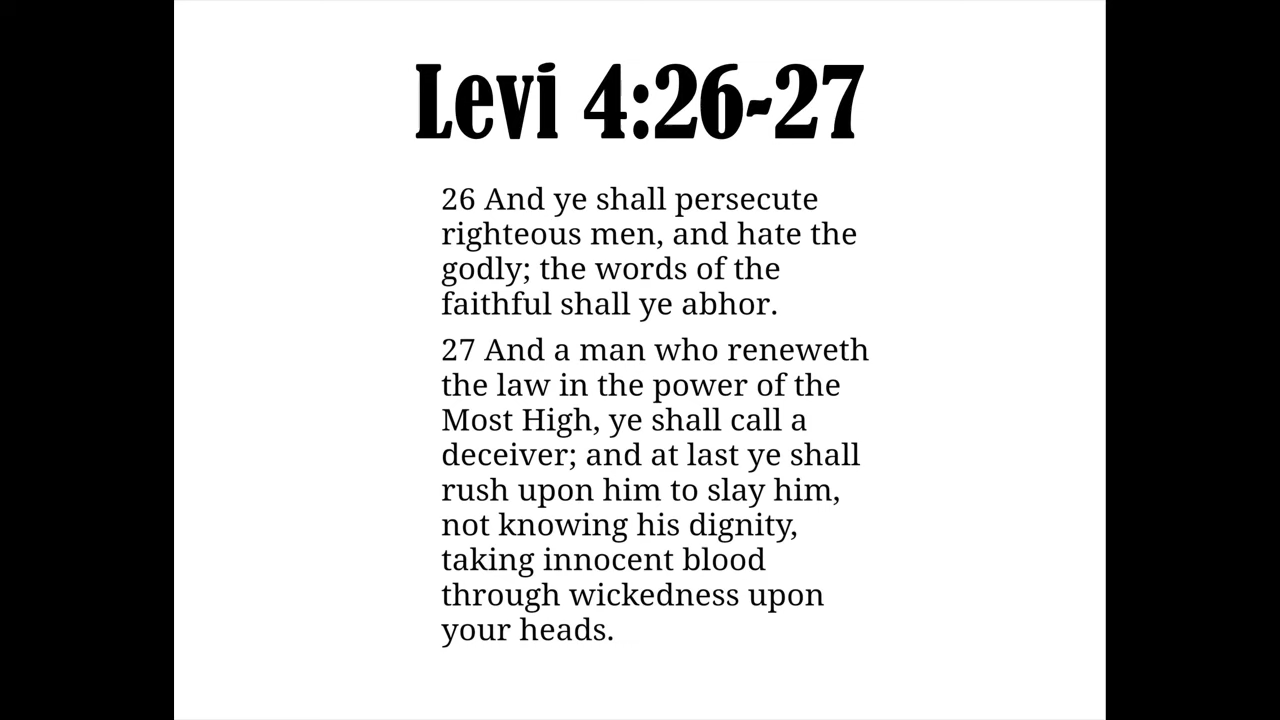 Levi 4:26-27
26 And ye shall persecute
righteous men, and hate the
godly; the words of the
faithful shall ye abhor.
27 And a man who reneweth
the law in the power of the
Most High, ye shall call a
deceiver; and at last ye shall
rush upon him to slay him,
not knowing his dignity,
taking innocent blood
through wickedness upon
your heads.